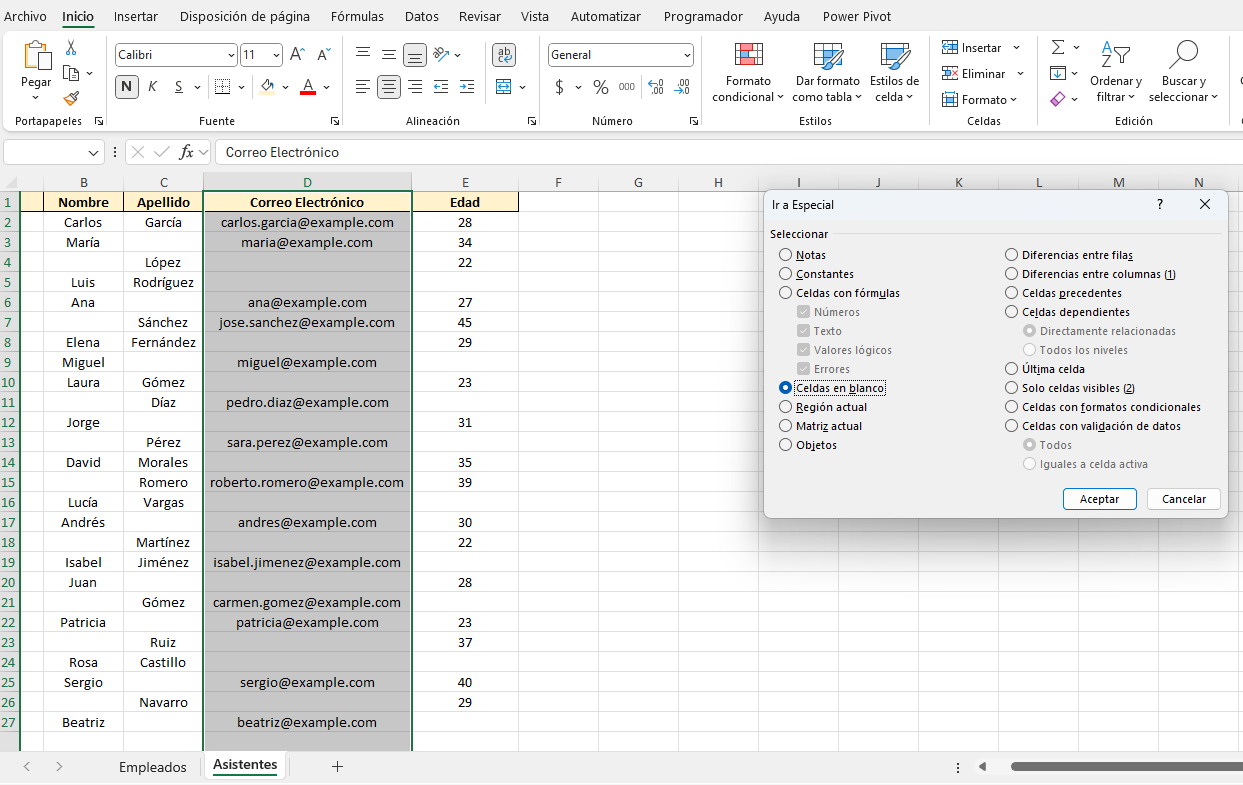 Archivo Inicio Insertar Disposición de página Fórmulas Datos Revisar Vista Automatizar Programador Ayuda Power Pivot
Pegar
Portapapeles
Calibri 11
N K S
Fuente
ab
Alineación
General
$ % 000
Número
Formato condicional
Dar formato como tabla
Estilos de celda
Estilos
Insertar
Eliminar
Formato
Celdas
Ordenar y filtrar
Buscar y seleccionar
Edición
fx Correo Electrónico
B C D E F G H I J K L M N
1 Nombre Apellido Correo Electrónico Edad
2 Carlos García carlos.garcia@example.com 28
3 María maria@example.com 34
4 López 22
5 Luis Rodríguez
6 Ana ana@example.com 27
7 Sánchez jose.sanchez@example.com 45
8 Elena Fernández 29
9 Miguel miguel@example.com
10 Laura Gómez 23
11 Díaz pedro.diaz@example.com
12 Jorge 31
13 Pérez sara.perez@example.com
14 David Morales 35
15 Romero roberto.romero@example.com 39
16 Lucía Vargas
17 Andrés andres@example.com 30
18 Martínez 22
19 Isabel Jiménez isabel.jimenez@example.com
20 Juan 28
21 Gómez carmen.gomez@example.com
22 Patricia patricia@example.com 23
23 Ruiz 37
24 Rosa Castillo
25 Sergio sergio@example.com 40
26 Navarro 29
27 Beatriz beatriz@example.com
Ir a Especial ?
Seleccionar
Notas
Constantes
Celdas con fórmulas
Números
Texto
Valores lógicos
Errores
Celdas en blanco
Región actual
Matriz actual
Objetos
Diferencias entre filas
Diferencias entre columnas (1)
Celdas precedentes
Celdas dependientes
Directamente relacionadas
Todos los niveles
Última celda
Solo celdas visibles (2)
Celdas con formatos condicionales
Celdas con validación de datos
Todos
Iguales a celda activa
Aceptar Cancelar
Empleados Asistentes